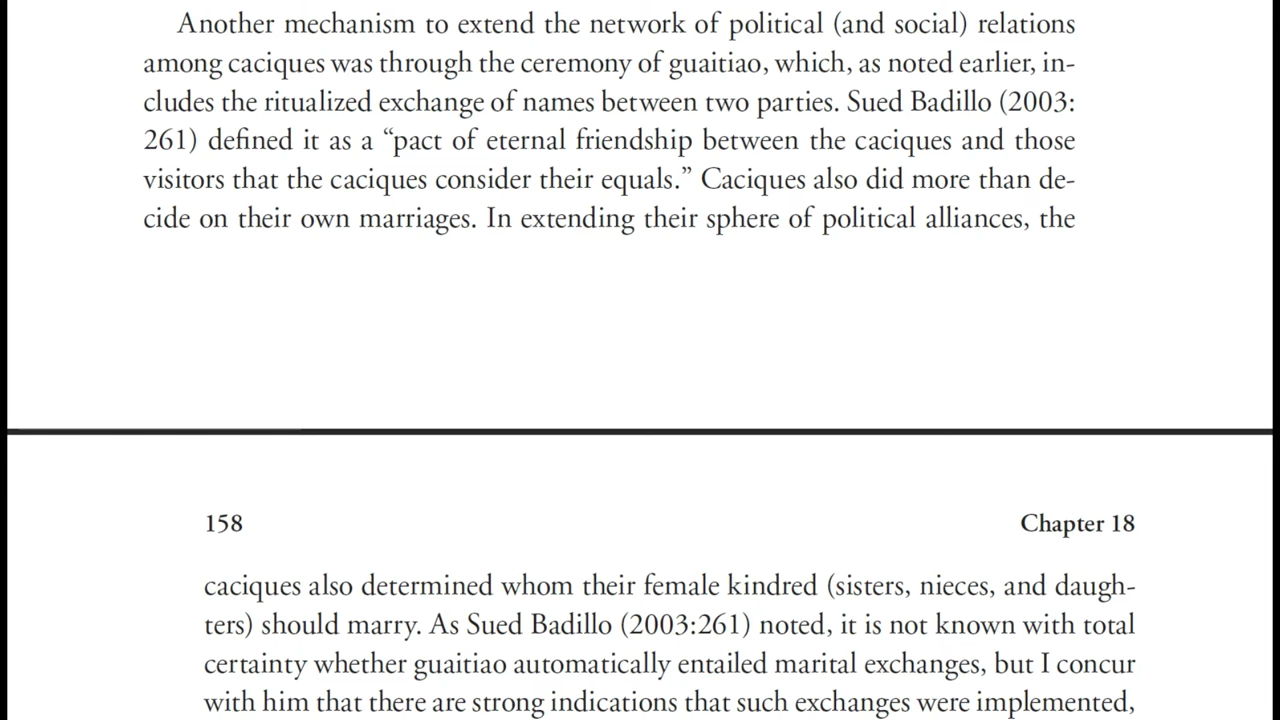 Another mechanism to extend the network of political (and social) relations
among caciques was through the ceremony of guaitiao, which, as noted earlier, in-
cludes the ritualized exchange of names between two parties. Sued Badillo (2003:
261) defined it as a “pact of eternal friendship between the caciques and those
visitors that the caciques consider their equals.” Caciques also did more than de-
cide on their own marriages. In extending their sphere of political alliances, the
158 Chapter 18
caciques also determined whom their female kindred (sisters, nieces, and daugh-
ters) should marry. As Sued Badillo (2003:261) noted, it is not known with total
certainty whether guaitiao automatically entailed marital exchanges, but I concur
with him that there are strong indications that such exchanges were implemented,